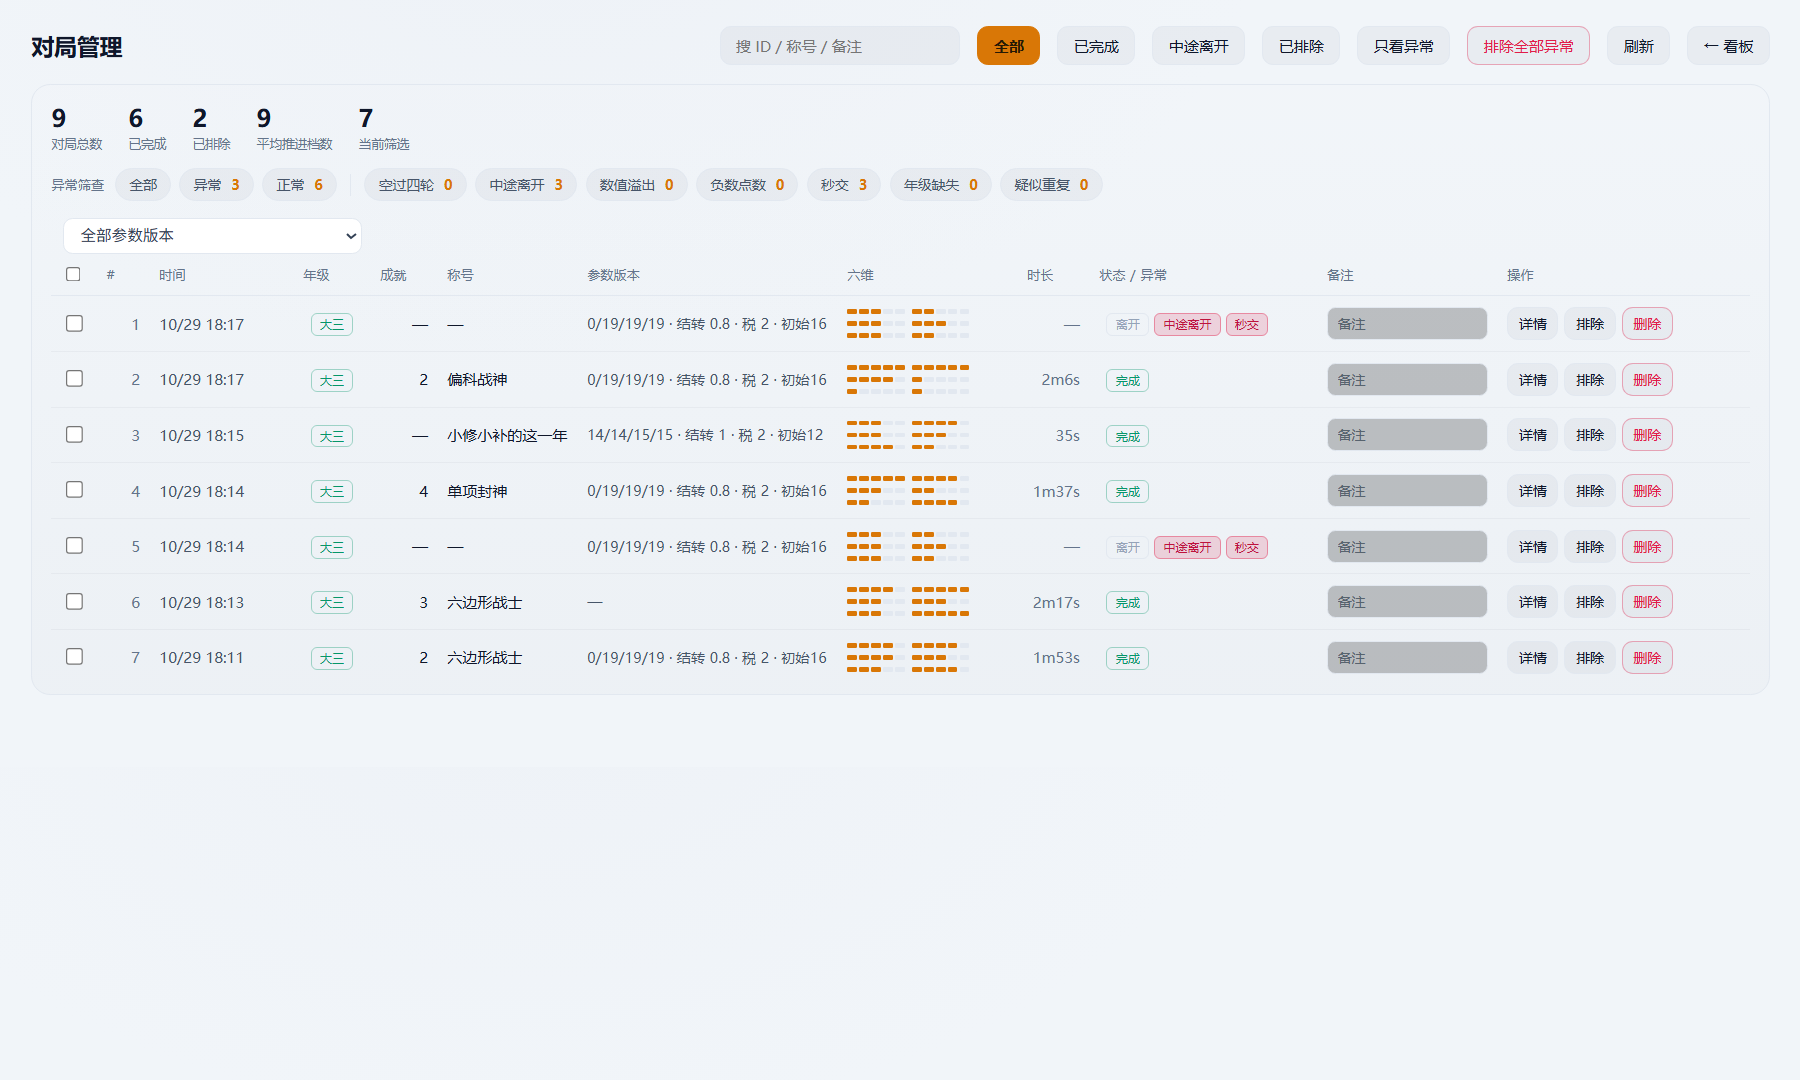 对局管理
搜 ID / 称号 / 备注
全部
已完成
中途离开
已排除
只看异常
排除全部异常
刷新
← 看板
9 6 2 9 7
对局总数 已完成 已排除 平均推进档数 当前筛选
异常筛查 全部 异常 3 正常 6 空过四轮 0 中途离开 3 数值溢出 0 负数点数 0 秒交 3 年级缺失 0 疑似重复 0
全部参数版本
# 时间 年级 成就 称号 参数版本 六维 时长 状态 / 异常 备注 操作
1 10/29 18:17 大三 — — 0/19/19/19 · 结转 0.8 · 税 2 · 初始16 — 离开 中途离开 秒交 备注 详情 排除 删除
2 10/29 18:17 大三 2 偏科战神 0/19/19/19 · 结转 0.8 · 税 2 · 初始16 2m6s 完成 备注 详情 排除 删除
3 10/29 18:15 大三 — 小修小补的这一年 14/14/15/15 · 结转 1 · 税 2 · 初始12 35s 完成 备注 详情 排除 删除
4 10/29 18:14 大三 4 单项封神 0/19/19/19 · 结转 0.8 · 税 2 · 初始16 1m37s 完成 备注 详情 排除 删除
5 10/29 18:14 大三 — — 0/19/19/19 · 结转 0.8 · 税 2 · 初始16 — 离开 中途离开 秒交 备注 详情 排除 删除
6 10/29 18:13 大三 3 六边形战士 — 2m17s 完成 备注 详情 排除 删除
7 10/29 18:11 大三 2 六边形战士 0/19/19/19 · 结转 0.8 · 税 2 · 初始16 1m53s 完成 备注 详情 排除 删除